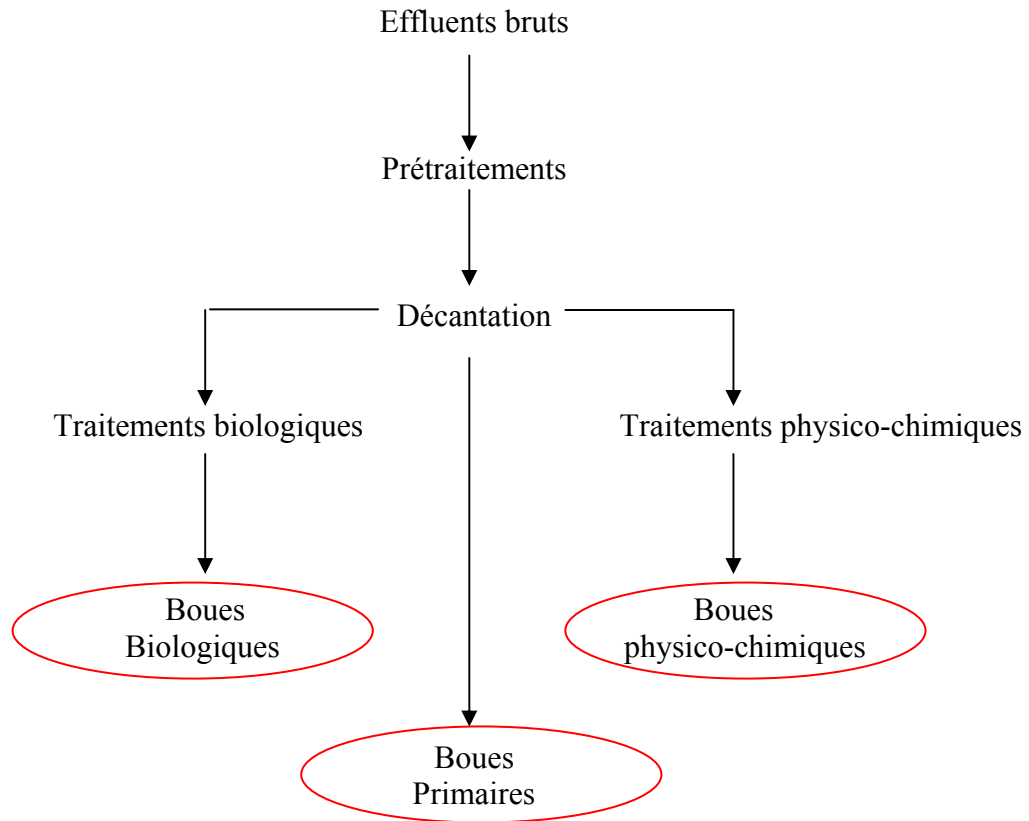 Effluents bruts
Prétraitements
Décantation
Traitements biologiques
Traitements physico-chimiques
Boues
Biologiques
Boues
physico-chimiques
Boues
Primaires